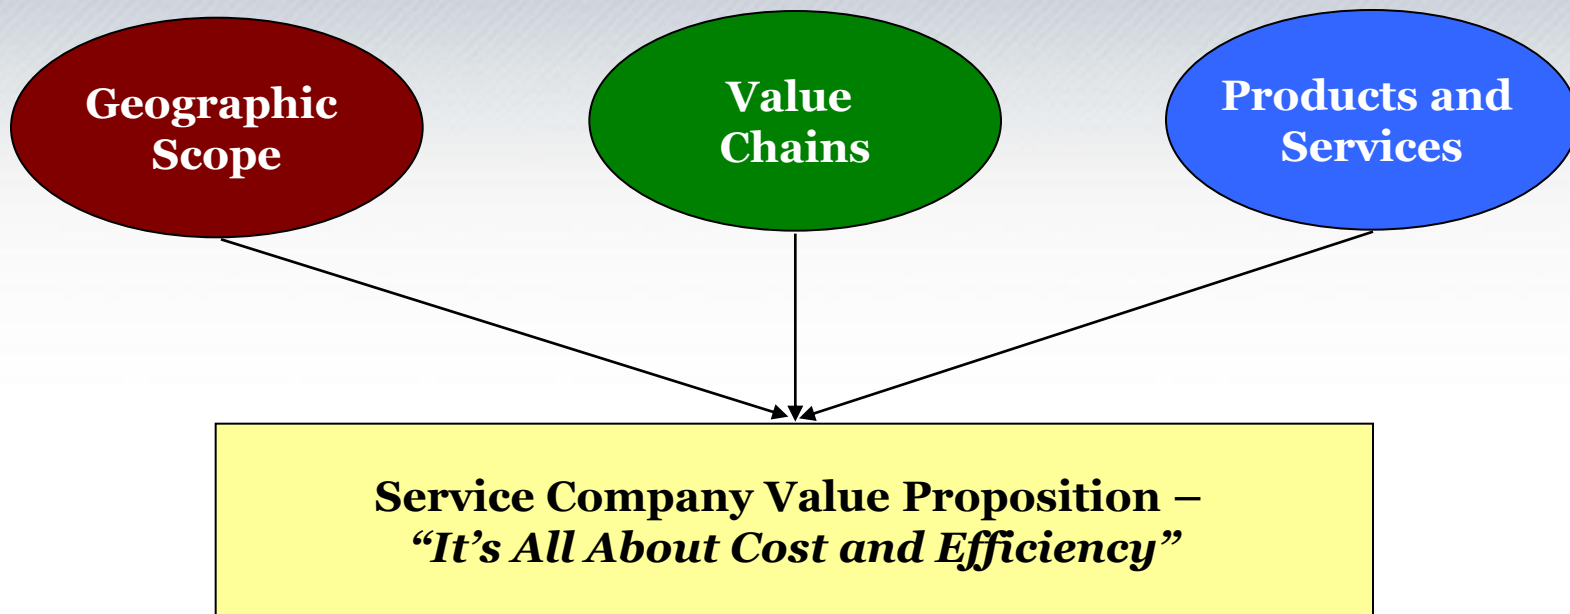 Geographic
Scope
Value
Chains
Products and
Services
Service Company Value Proposition –
“It’s All About Cost and Efficiency”